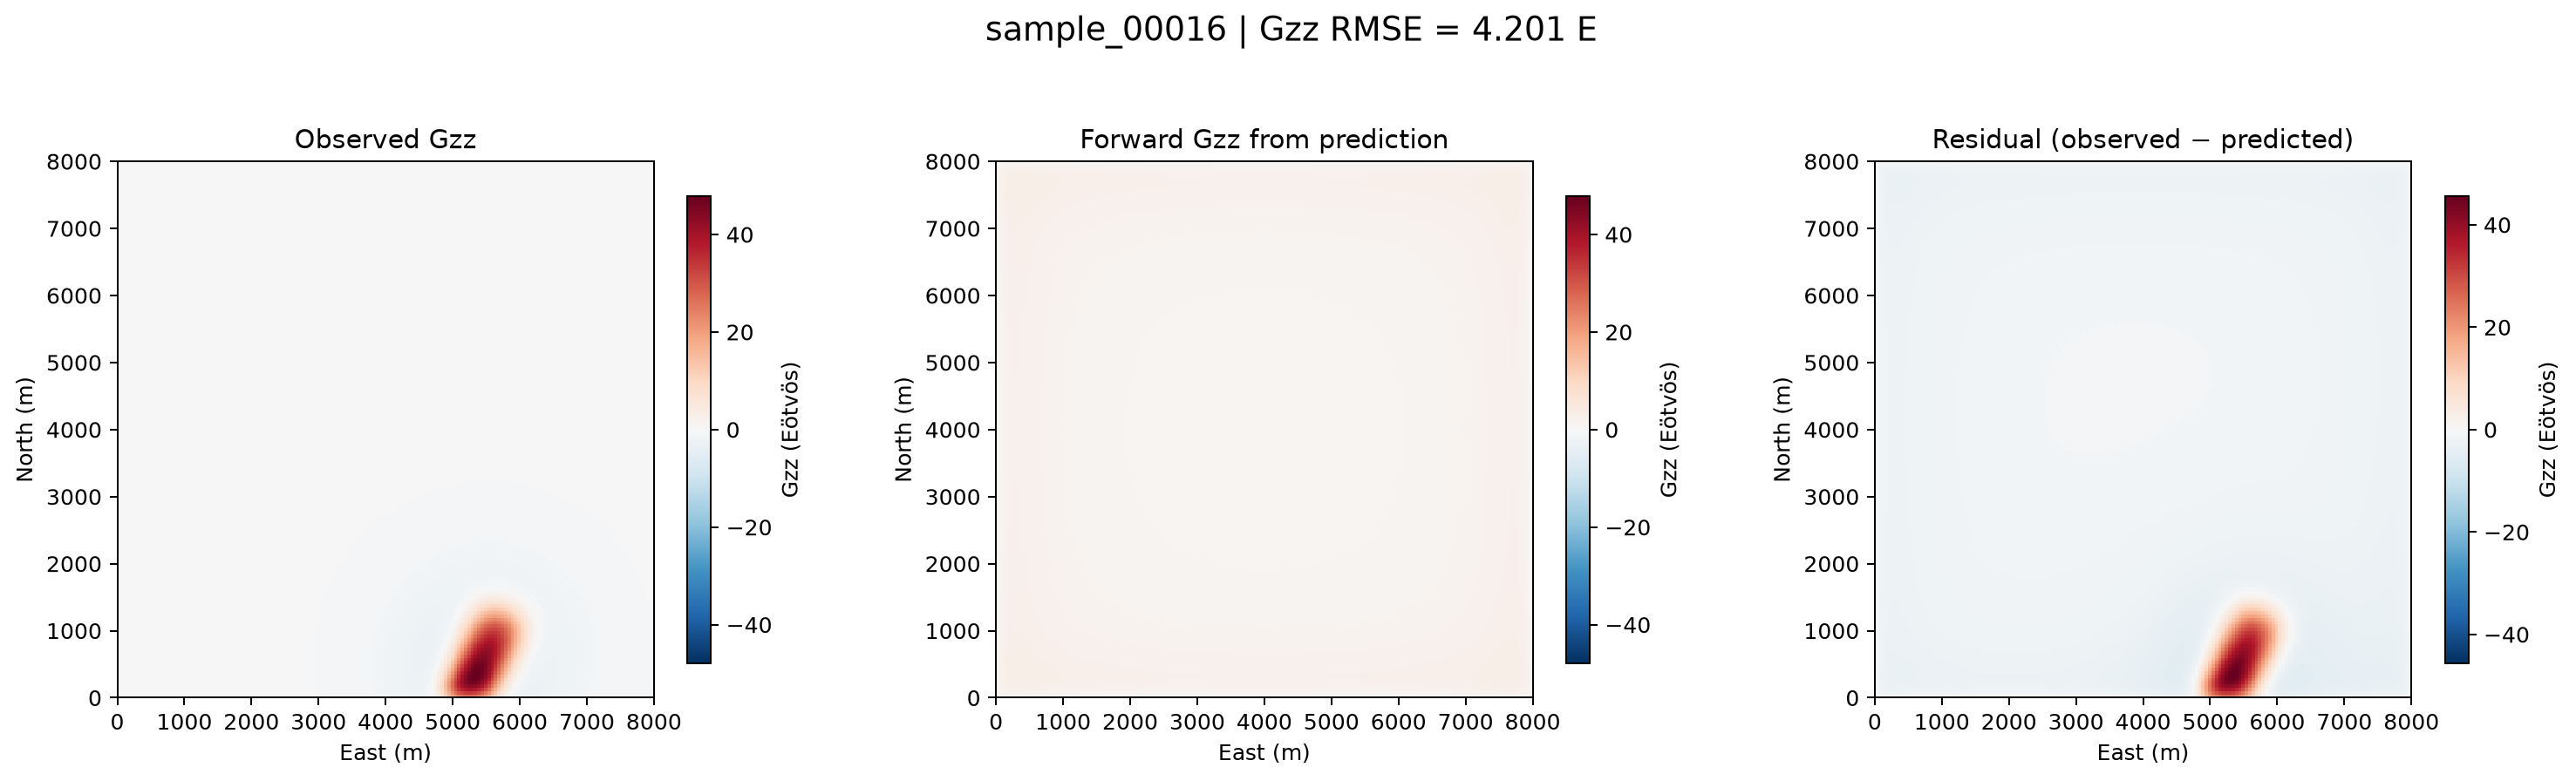 sample_00016 | Gzz RMSE = 4.201 E
Observed Gzz
8000
7000
6000
5000
4000
3000
2000
1000
0
North (m)
0 1000 2000 3000 4000 5000 6000 7000 8000
East (m)
40
20
0
−20
−40
Gzz (Eötvös)
Forward Gzz from prediction
8000
7000
6000
5000
4000
3000
2000
1000
0
North (m)
0 1000 2000 3000 4000 5000 6000 7000 8000
East (m)
40
20
0
−20
−40
Gzz (Eötvös)
Residual (observed − predicted)
8000
7000
6000
5000
4000
3000
2000
1000
0
North (m)
0 1000 2000 3000 4000 5000 6000 7000 8000
East (m)
40
20
0
−20
−40
Gzz (Eötvös)